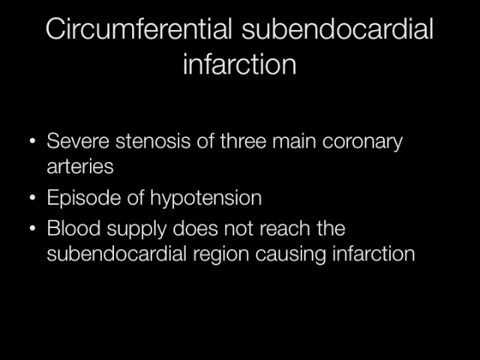 Circumferential subendocardial
infarction
• Severe stenosis of three main coronary
arteries
• Episode of hypotension
• Blood supply does not reach the
subendocardial region causing infarction